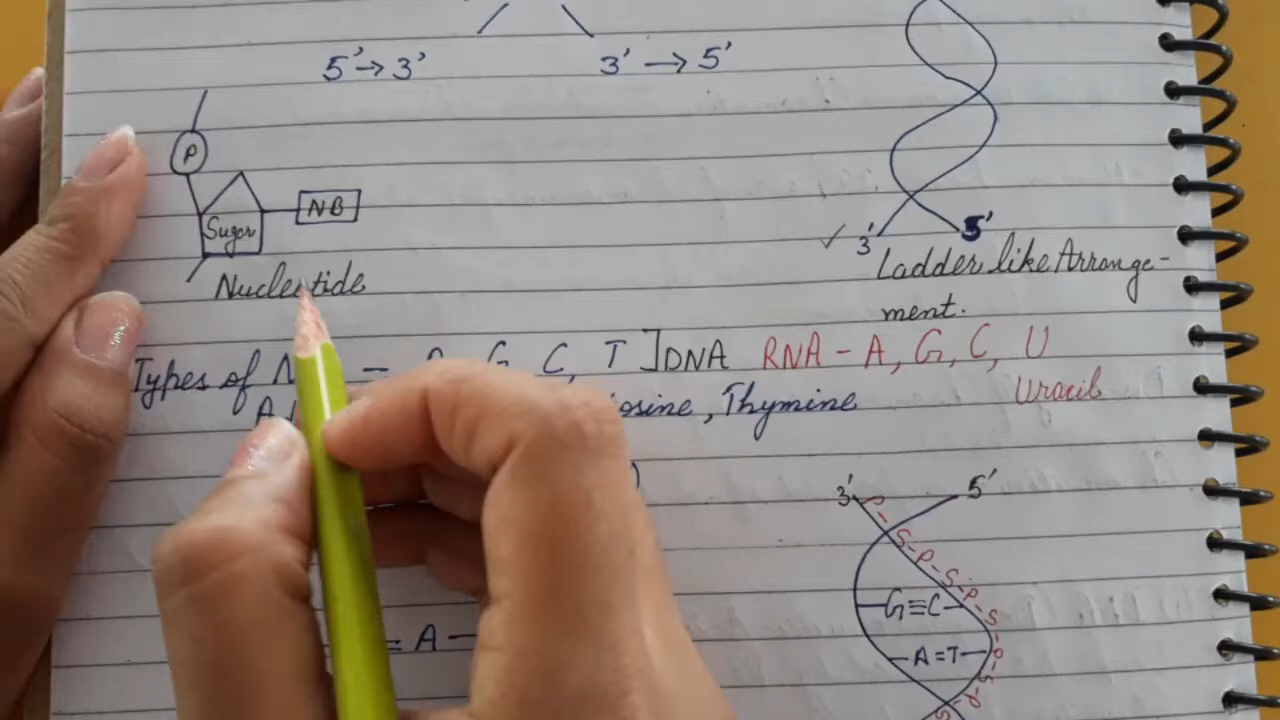 5'→3' 3'→5'
P
Sugar NB
Nucleotide
3' 5'
Ladder like Arrange-
ment.
Types of - G C, T ]DNA RNA - A, G, C, U
Thymine Uracil
3' 5'
P-S-P-S-P-S-P-S-P
G≡C
A=T
= A -
S